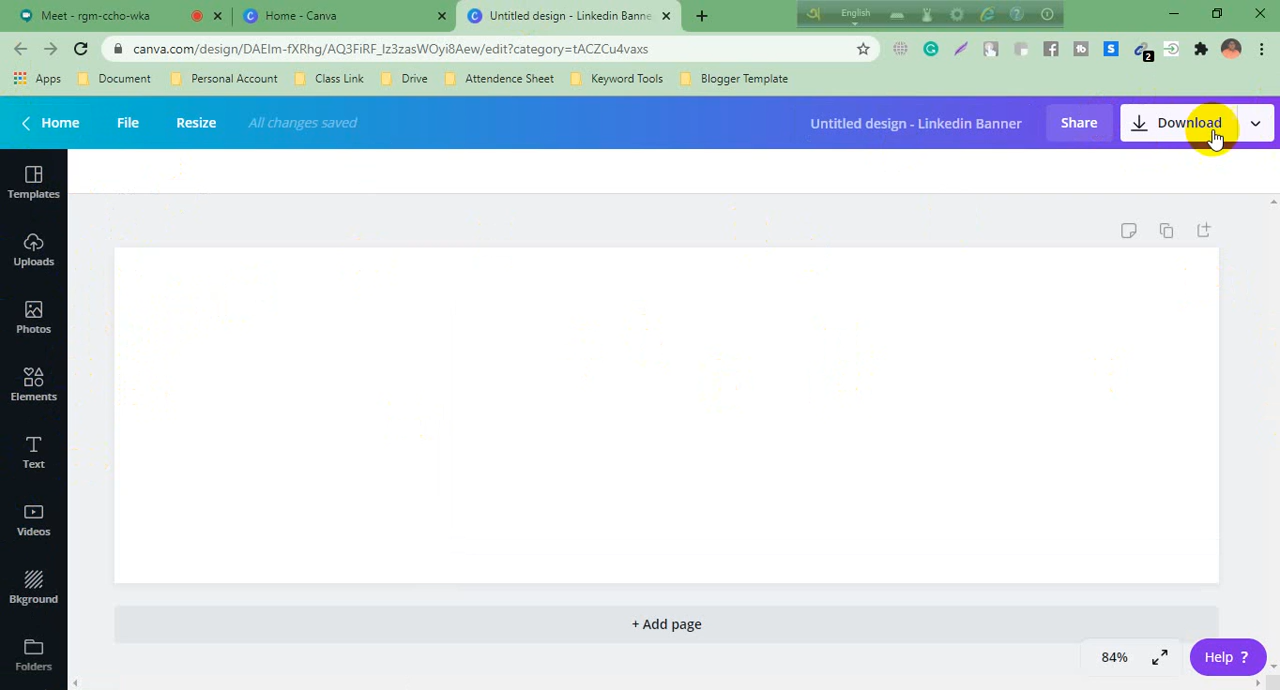 Meet - rgm-ccho-wka
Home - Canva
Untitled design - Linkedin Banne
English
canva.com/design/DAEIm-fXRhg/AQ3FiRF_lz3zasWOyi8Aew/edit?category=tACZCu4vaxs
2
Apps
Document
Personal Account
Class Link
Drive
Attendence Sheet
Keyword Tools
Blogger Template
Home
File
Resize
All changes saved
Untitled design - Linkedin Banner
Share
Download
Templates
Uploads
Photos
Elements
Text
Videos
Bkground
Folders
+ Add page
84%
Help ?